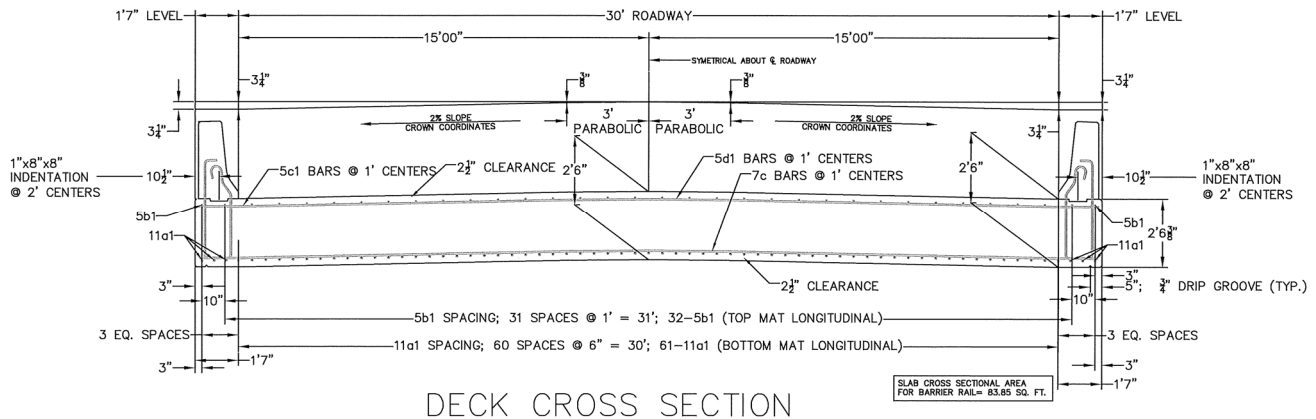 1'7" LEVEL
30' ROADWAY
1'7" LEVEL
15'00"
15'00"
SYMETRICAL ABOUT ℄ ROADWAY
3¼"
⅜"
⅜"
3¼"
3¼"
2% SLOPE
CROWN COORDINATES
3'
PARABOLIC
3'
PARABOLIC
2% SLOPE
CROWN COORDINATES
3¼"
1"x8"x8"
INDENTATION
@ 2' CENTERS
10½"
5c1 BARS @ 1' CENTERS
2½" CLEARANCE
2'6"
5d1 BARS @ 1' CENTERS
7c BARS @ 1' CENTERS
2'6"
10½"
1"x8"x8"
INDENTATION
@ 2' CENTERS
5b1
11a1
5b1
11a1
2'6⅜"
3"
10"
2½" CLEARANCE
10"
3"
5"; ¾" DRIP GROOVE (TYP.)
5b1 SPACING; 31 SPACES @ 1' = 31'; 32-5b1 (TOP MAT LONGITUDINAL)
3 EQ. SPACES
3 EQ. SPACES
11a1 SPACING; 60 SPACES @ 6" = 30'; 61-11a1 (BOTTOM MAT LONGITUDINAL)
1'7"
3"
3"
1'7"
SLAB CROSS SECTIONAL AREA
FOR BARRIER RAIL= 83.85 SQ. FT.
DECK CROSS SECTION